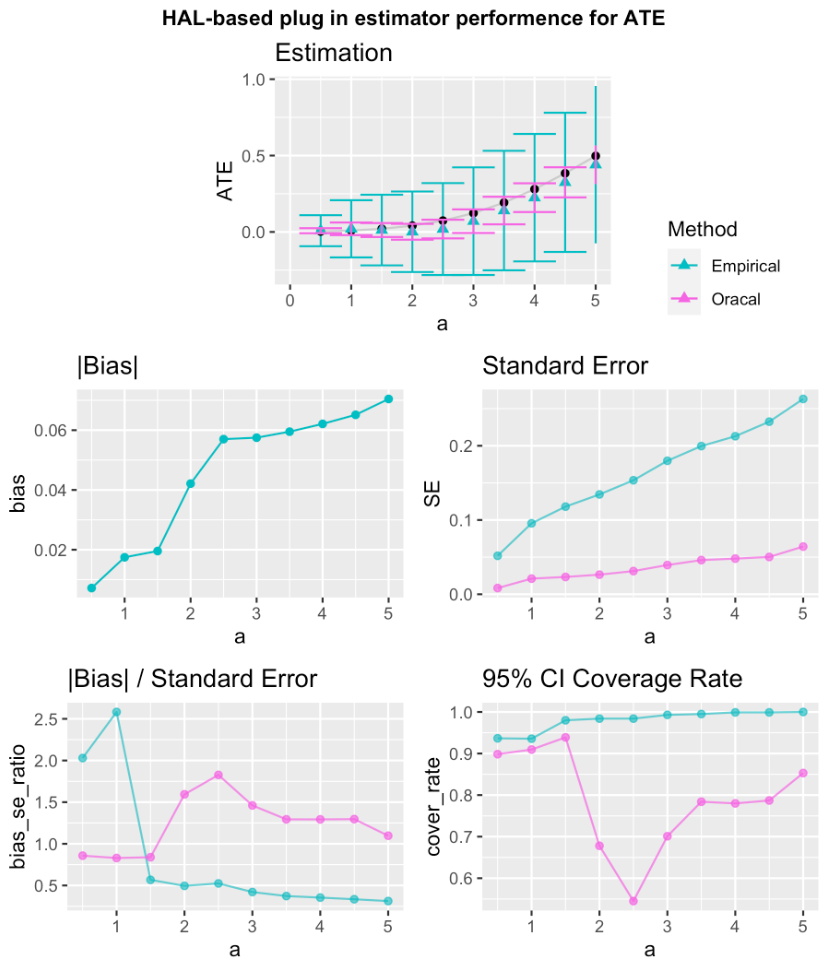 HAL-based plug in estimator performence for ATE
Estimation
1.0
0.5
0.0
ATE
0 1 2 3 4 5
a
Method
Empirical
Oracal
|Bias|
0.06
0.04
0.02
bias
1 2 3 4 5
a
Standard Error
0.2
0.1
0.0
SE
1 2 3 4 5
a
|Bias| / Standard Error
2.5
2.0
1.5
1.0
0.5
bias_se_ratio
1 2 3 4 5
a
95% CI Coverage Rate
1.0
0.9
0.8
0.7
0.6
cover_rate
1 2 3 4 5
a